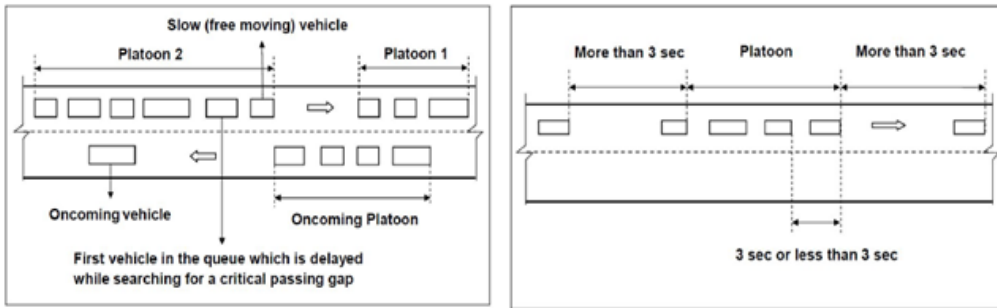 Slow (free moving) vehicle
Platoon 2
Platoon 1
Oncoming vehicle
Oncoming Platoon
First vehicle in the queue which is delayed
while searching for a critical passing gap
More than 3 sec
Platoon
More than 3 sec
3 sec or less than 3 sec